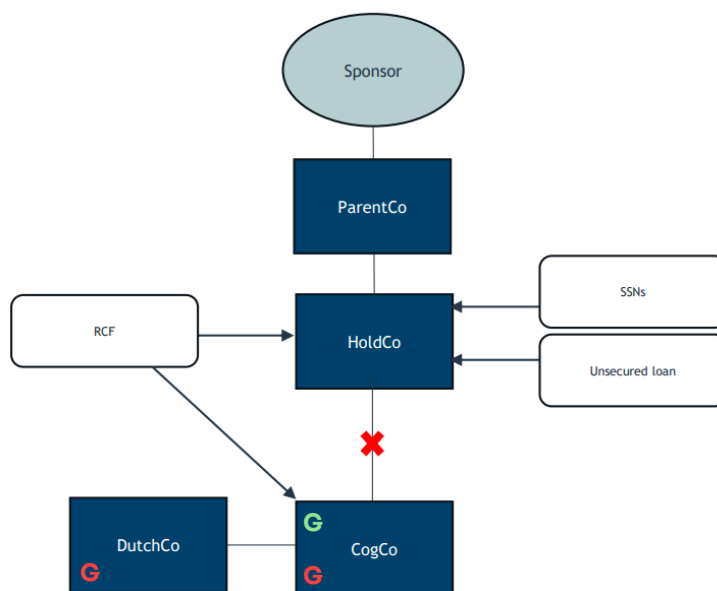 Sponsor
ParentCo
SSNs
RCF
HoldCo
Unsecured loan
G
DutchCo
CogCo
G
G